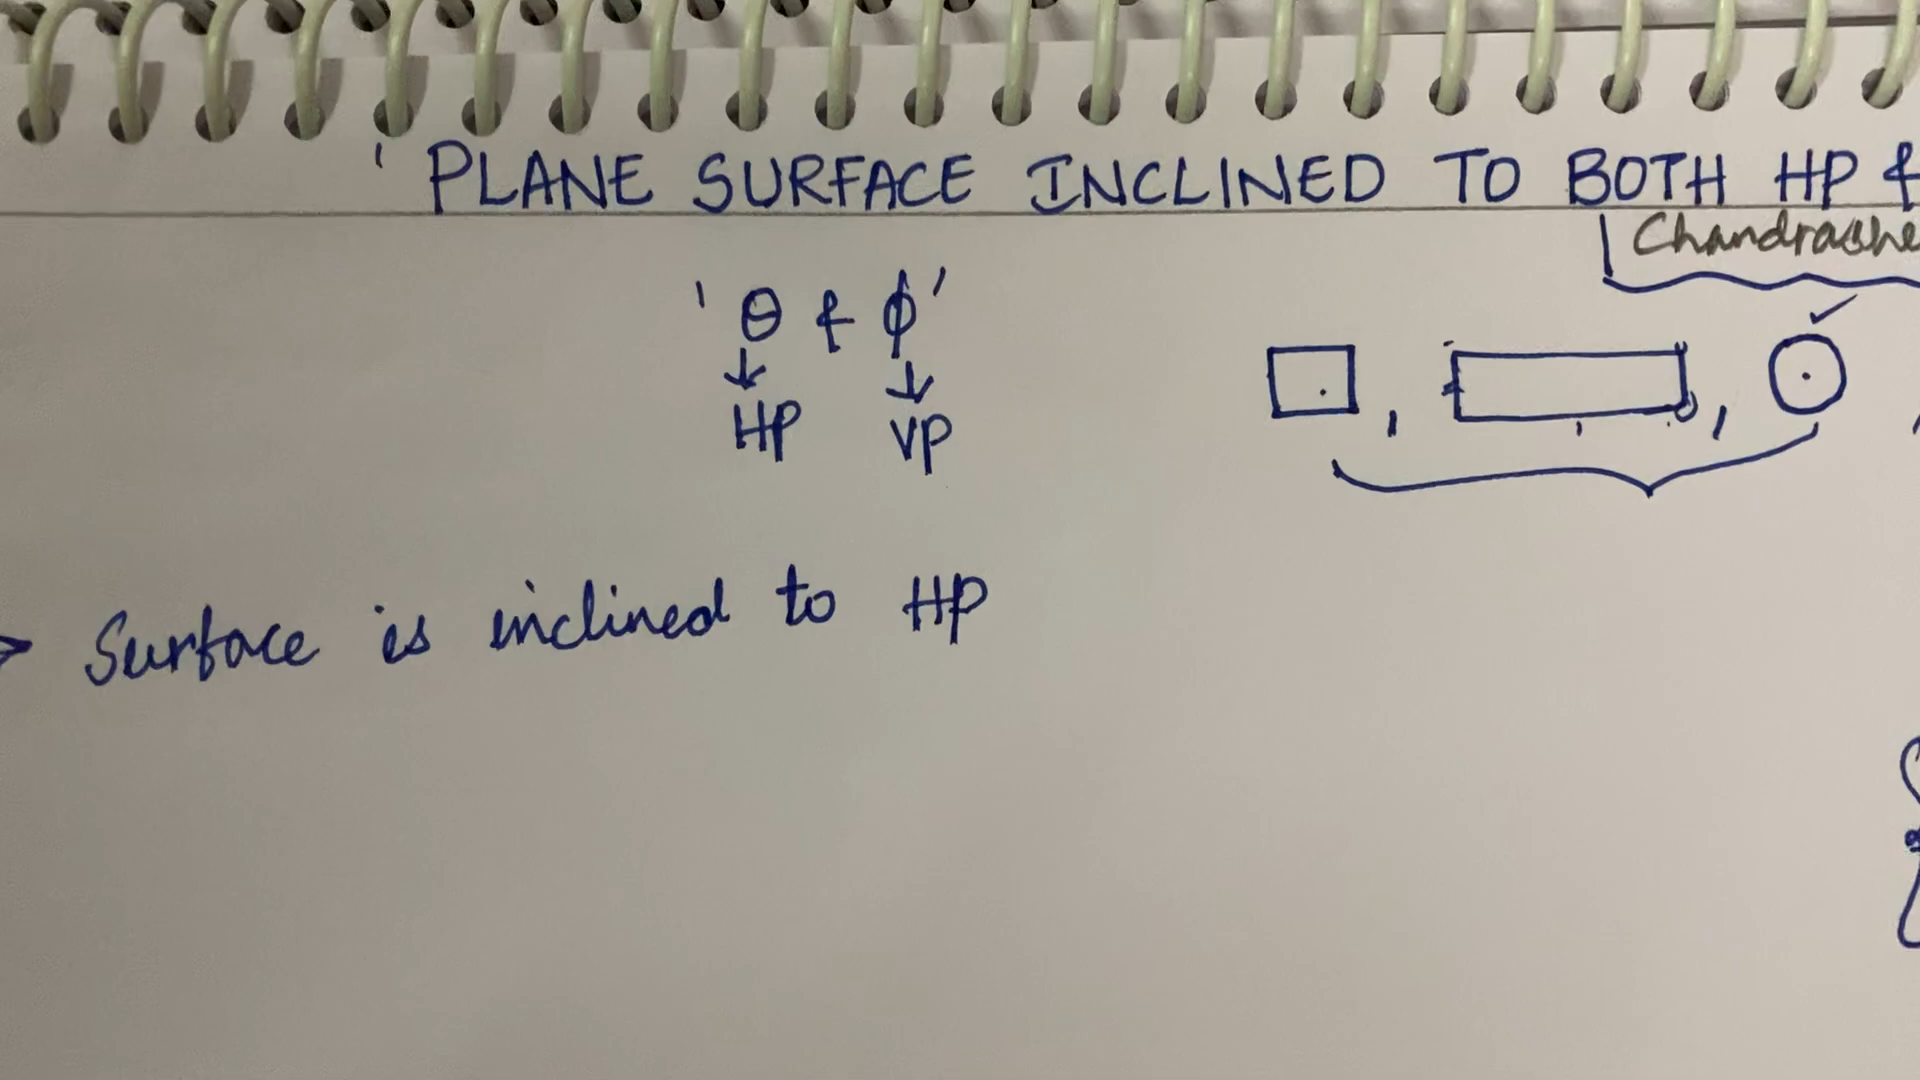 ' PLANE SURFACE INCLINED TO BOTH HP &
' θ & ϕ '
↓ ↓
HP VP
, ,
Surface is inclined to HP